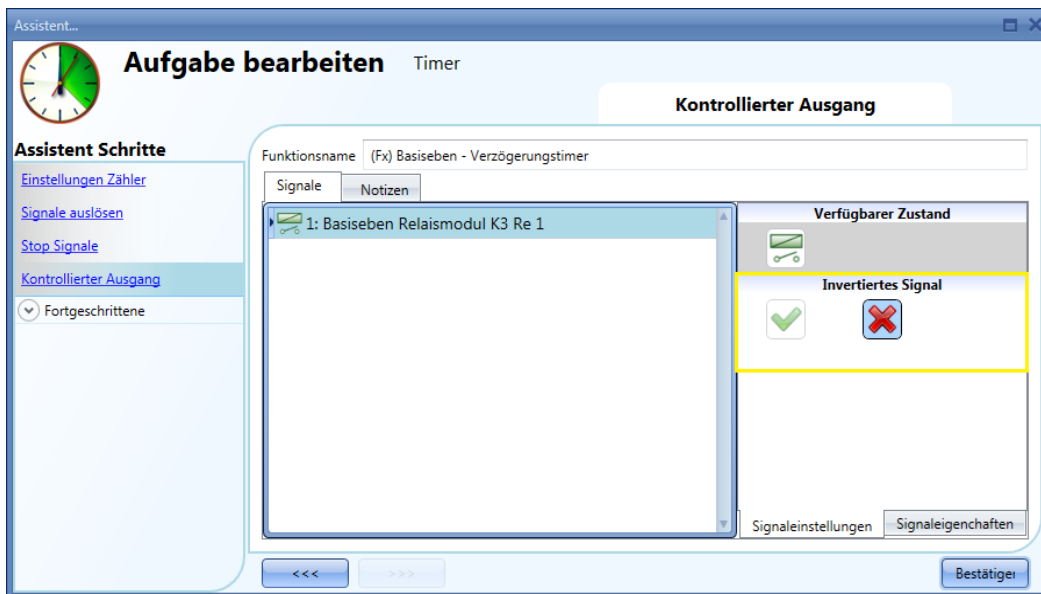 Assistent...
Aufgabe bearbeiten Timer
Kontrollierter Ausgang
Assistent Schritte
Einstellungen Zähler
Signale auslösen
Stop Signale
Kontrollierter Ausgang
Fortgeschrittene
Funktionsname (Fx) Basiseben - Verzögerungstimer
Signale Notizen
1: Basiseben Relaismodul K3 Re 1
Verfügbarer Zustand
Invertiertes Signal
Signaleinstellungen Signaleigenchaften
<<< >>> Bestätiger